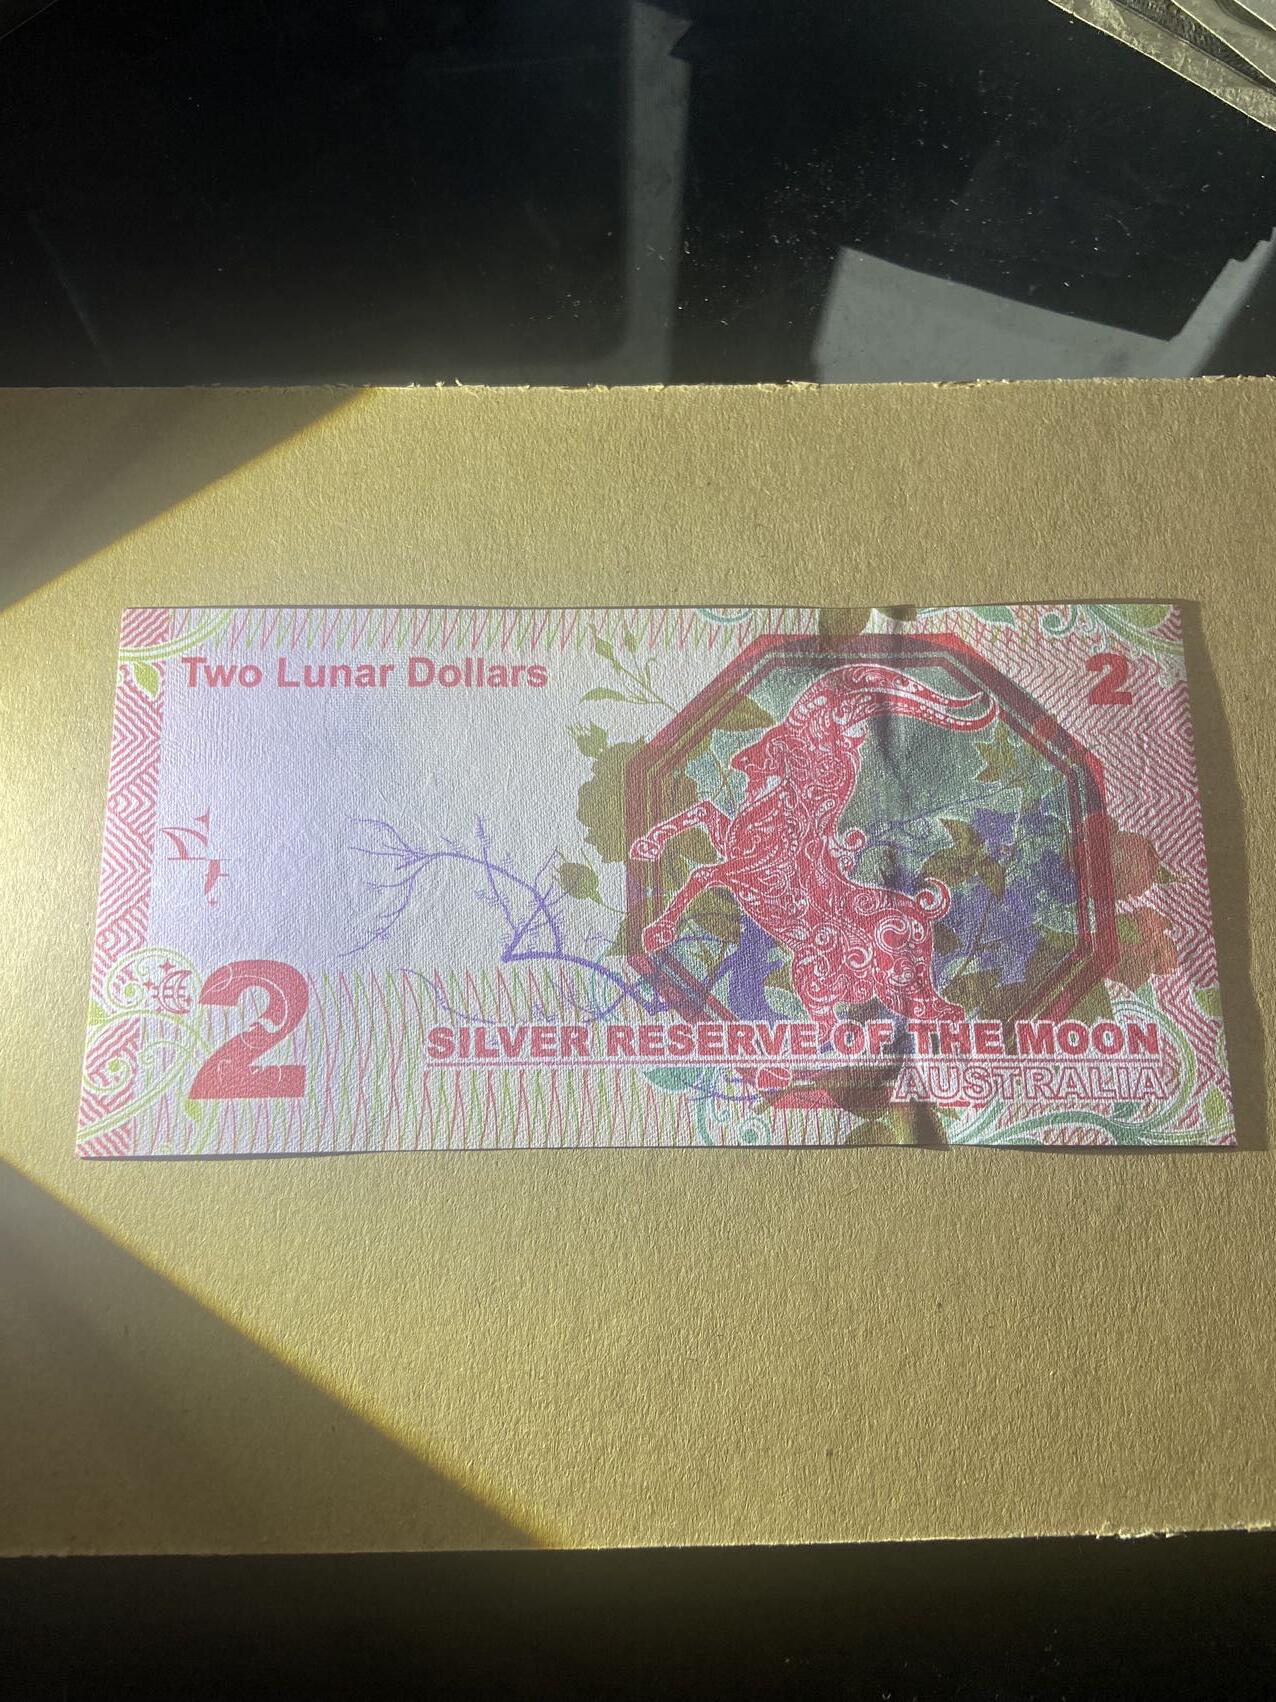 Two Lunar Dollars
2
2
SILVER RESERVE OF THE MOON
AUSTRALIA